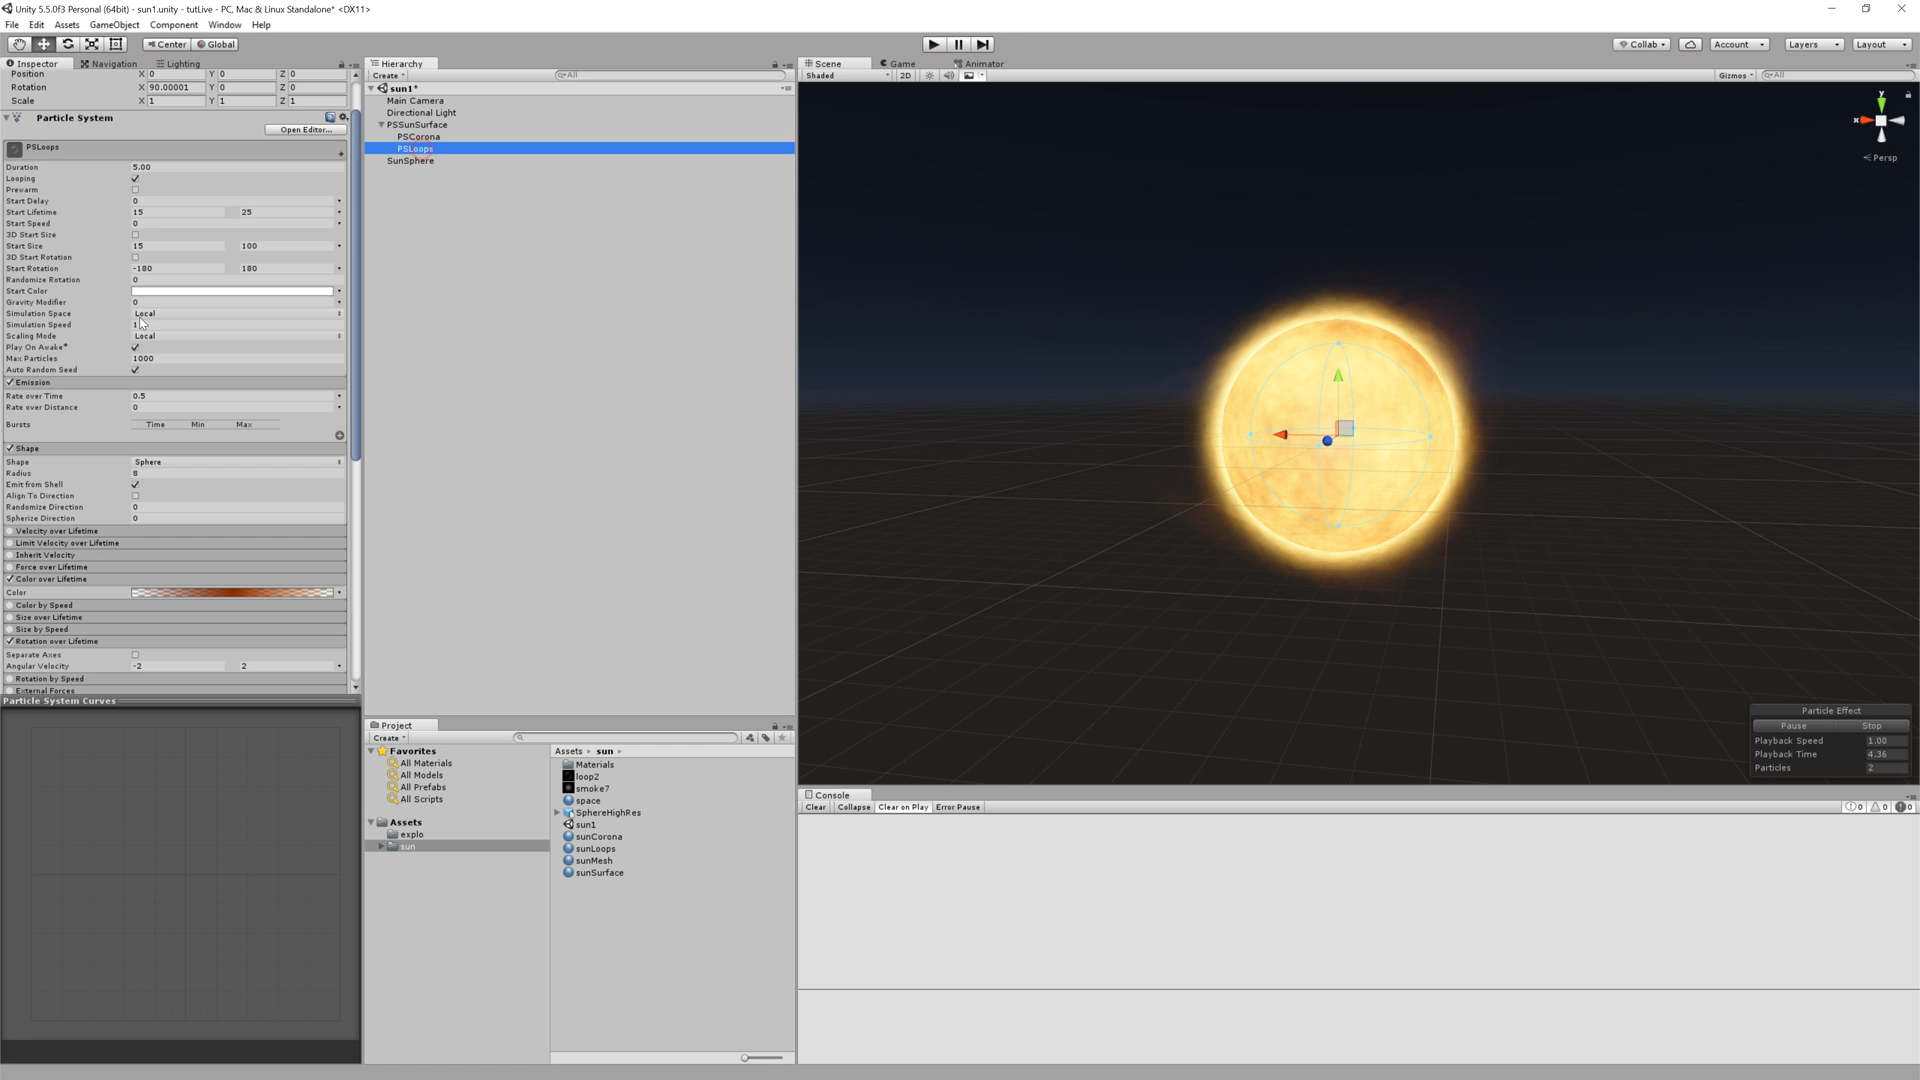 Unity 5.5.0f3 Personal (64bit) - sun1.unity - tutLive - PC, Mac & Linux Standalone* <DX11>
File Edit Assets GameObject Component Window Help
Center Global Collab Account Layers Layout
Inspector Navigation Lighting
Position X 0 Y 0 Z 0
Rotation X 90.00001 Y 0 Z 0
Scale X 1 Y 1 Z 1
Particle System
Open Editor...
PSLoops
Duration 5.00
Looping
Prewarm
Start Delay 0
Start Lifetime 15 25
Start Speed 0
3D Start Size
Start Size 15 100
3D Start Rotation
Start Rotation -180 180
Randomize Rotation 0
Start Color
Gravity Modifier 0
Simulation Space Local
Simulation Speed 1
Scaling Mode Local
Play On Awake*
Max Particles 1000
Auto Random Seed
Emission
Rate over Time 0.5
Rate over Distance 0
Bursts Time Min Max
Shape
Shape Sphere
Radius 8
Emit from Shell
Align To Direction
Randomize Direction 0
Spherize Direction 0
Velocity over Lifetime
Limit Velocity over Lifetime
Inherit Velocity
Force over Lifetime
Color over Lifetime
Color
Color by Speed
Size over Lifetime
Size by Speed
Rotation over Lifetime
Separate Axes
Angular Velocity -2 2
Rotation by Speed
External Forces
Particle System Curves
Hierarchy
Create All
sun1*
Main Camera
Directional Light
PSSunSurface
PSCorona
PSLoops
SunSphere
Project
Create
Favorites
All Materials
All Models
All Prefabs
All Scripts
Assets
explo
sun
Assets sun
Materials
loop2
smoke7
space
SphereHighRes
sun1
sunCorona
sunLoops
sunMesh
sunSurface
Scene Game Animator
Shaded 2D Gizmos All
y
x
Persp
Particle Effect
Pause Stop
Playback Speed 1.00
Playback Time 4.36
Particles 2
Console
Clear Collapse Clear on Play Error Pause 0 0 0